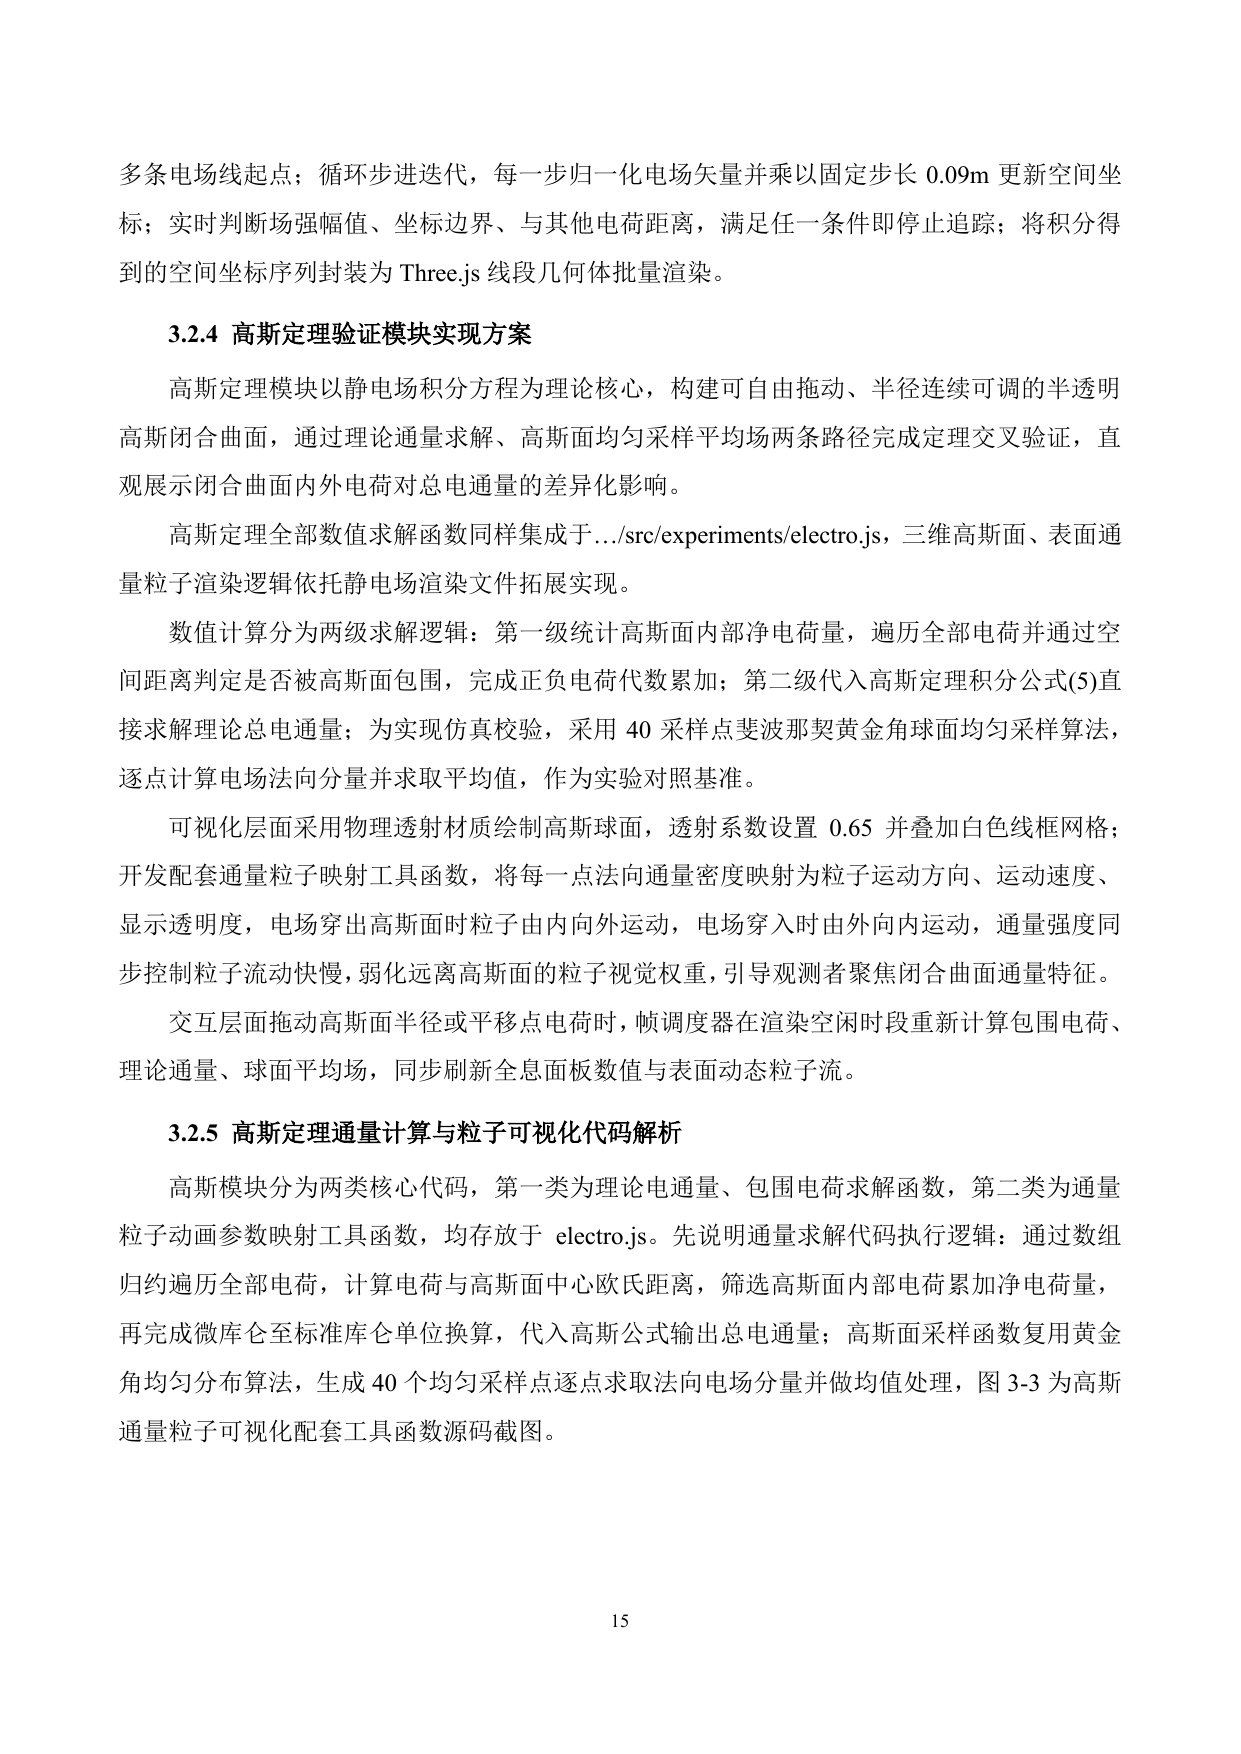 多条电场线起点；循环步进迭代，每一步归一化电场矢量并乘以固定步长 0.09m 更新空间坐
标；实时判断场强幅值、坐标边界、与其他电荷距离，满足任一条件即停止追踪；将积分得
到的空间坐标序列封装为 Three.js 线段几何体批量渲染。
3.2.4 高斯定理验证模块实现方案
高斯定理模块以静电场积分方程为理论核心，构建可自由拖动、半径连续可调的半透明
高斯闭合曲面，通过理论通量求解、高斯面均匀采样平均场两条路径完成定理交叉验证，直
观展示闭合曲面内外电荷对总电通量的差异化影响。
高斯定理全部数值求解函数同样集成于…/src/experiments/electro.js，三维高斯面、表面通
量粒子渲染逻辑依托静电场渲染文件拓展实现。
数值计算分为两级求解逻辑：第一级统计高斯面内部净电荷量，遍历全部电荷并通过空
间距离判定是否被高斯面包围，完成正负电荷代数累加；第二级代入高斯定理积分公式(5)直
接求解理论总电通量；为实现仿真校验，采用 40 采样点斐波那契黄金角球面均匀采样算法，
逐点计算电场法向分量并求取平均值，作为实验对照基准。
可视化层面采用物理透射材质绘制高斯球面，透射系数设置 0.65 并叠加白色线框网格；
开发配套通量粒子映射工具函数，将每一点法向通量密度映射为粒子运动方向、运动速度、
显示透明度，电场穿出高斯面时粒子由内向外运动，电场穿入时由外向内运动，通量强度同
步控制粒子流动快慢，弱化远离高斯面的粒子视觉权重，引导观测者聚焦闭合曲面通量特征。
交互层面拖动高斯面半径或平移点电荷时，帧调度器在渲染空闲时段重新计算包围电荷、
理论通量、球面平均场，同步刷新全息面板数值与表面动态粒子流。
3.2.5 高斯定理通量计算与粒子可视化代码解析
高斯模块分为两类核心代码，第一类为理论电通量、包围电荷求解函数，第二类为通量
粒子动画参数映射工具函数，均存放于 electro.js。先说明通量求解代码执行逻辑：通过数组
归约遍历全部电荷，计算电荷与高斯面中心欧氏距离，筛选高斯面内部电荷累加净电荷量，
再完成微库仑至标准库仑单位换算，代入高斯公式输出总电通量；高斯面采样函数复用黄金
角均匀分布算法，生成 40 个均匀采样点逐点求取法向电场分量并做均值处理，图 3-3 为高斯
通量粒子可视化配套工具函数源码截图。
15